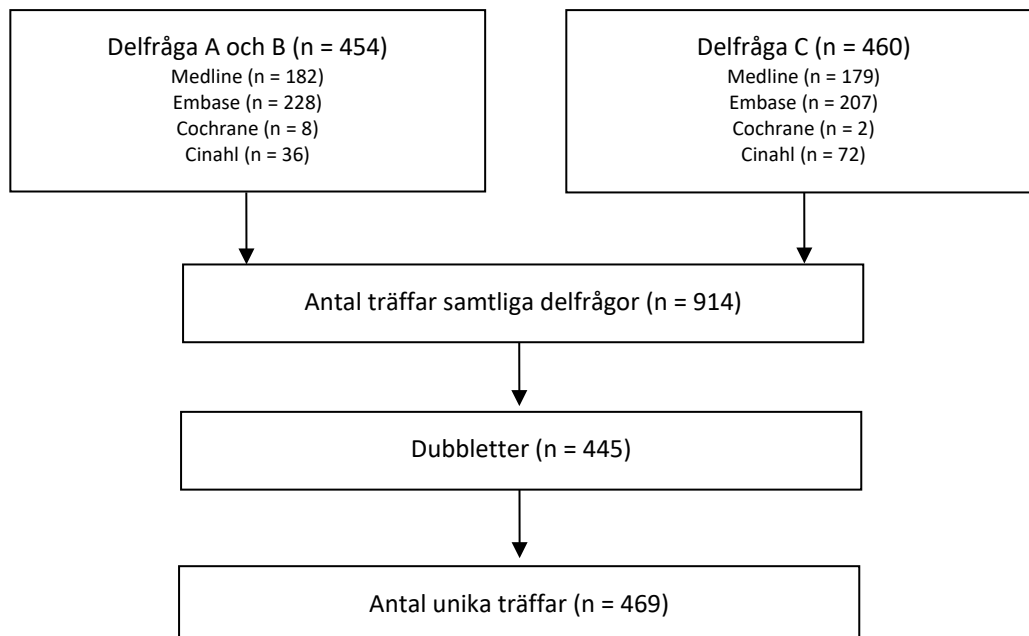 Delfråga A och B (n = 454)
Medline (n = 182)
Embase (n = 228)
Cochrane (n = 8)
Cinahl (n = 36)
Delfråga C (n = 460)
Medline (n = 179)
Embase (n = 207)
Cochrane (n = 2)
Cinahl (n = 72)
Antal träffar samtliga delfrågor (n = 914)
Dubbletter (n = 445)
Antal unika träffar (n = 469)